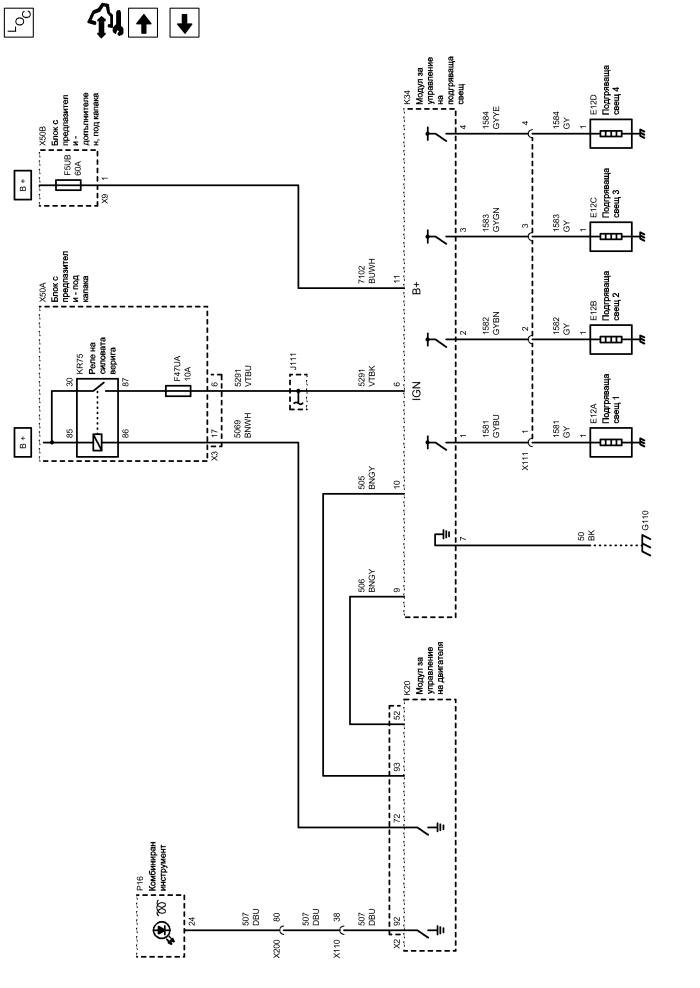 LOC
B +
X50B
Блок с
предпазител
и -
допълнителе
н, под капака
F5UB
60A
1
X9
B +
X50A
Блок с
предпазител
и - под
капака
KR75
Реле на
силовата
верига
30
87
85
86
F47UA
10A
6
17
X3
5291
VTBU
5069
BNWH
J111
7102
BUWH
5291
VTBK
505
BNGY
506
BNGY
11
6
10
9
B+
IGN
K34
Модул за
управление
на
подгряваща
свещ
4
3
2
1
7
1584
GYYE
1583
GYGN
1582
GYBN
1581
GYBU
4
3
2
1
X111
1584
GY
1583
GY
1582
GY
1581
GY
1
1
1
1
E12D
Подгряваща
свещ 4
E12C
Подгряваща
свещ 3
E12B
Подгряваща
свещ 2
E12A
Подгряваща
свещ 1
50
BK
G110
K20
Модул за
управление
на двигателя
52
93
72
92
X2
P16
Комбиниран
инструмент
24
507
DBU
80
X200
507
DBU
38
X110
507
DBU